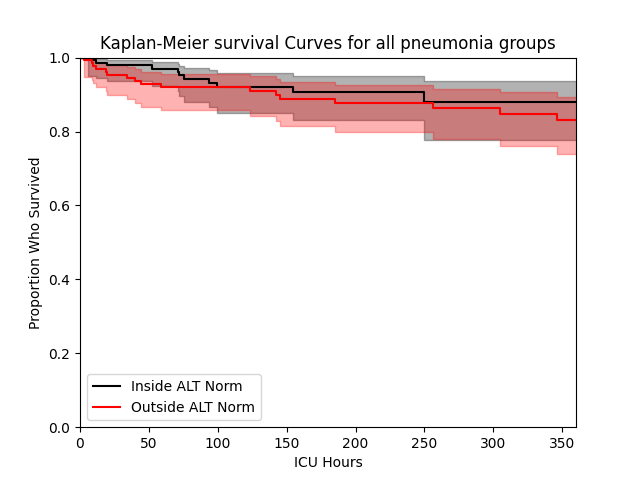 Kaplan-Meier survival Curves for all pneumonia groups
Proportion Who Survived
1.0
0.8
0.6
0.4
0.2
0.0
Inside ALT Norm
Outside ALT Norm
0 50 100 150 200 250 300 350
ICU Hours